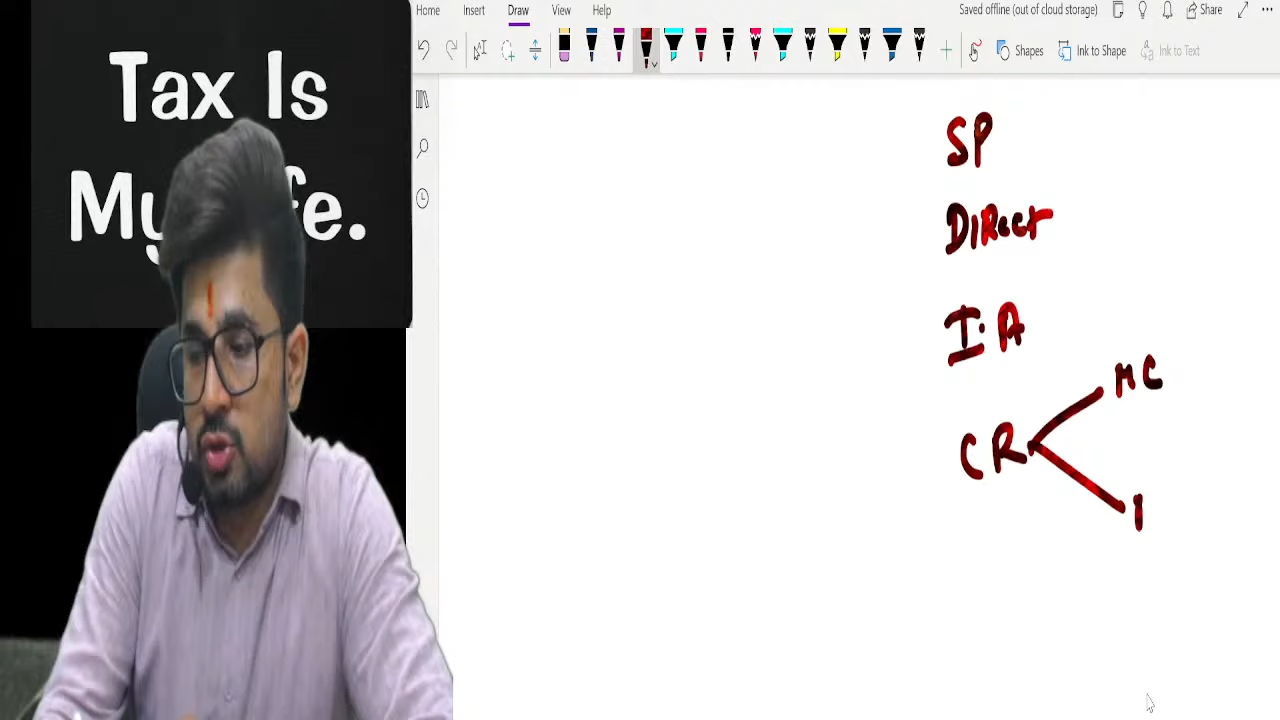 Tax Is
My fe.
Home Insert Draw View Help
Saved offline (out of cloud storage) Share
Shapes Ink to Shape Ink to Text
SP
DIRect
I.A
MC
CR
I